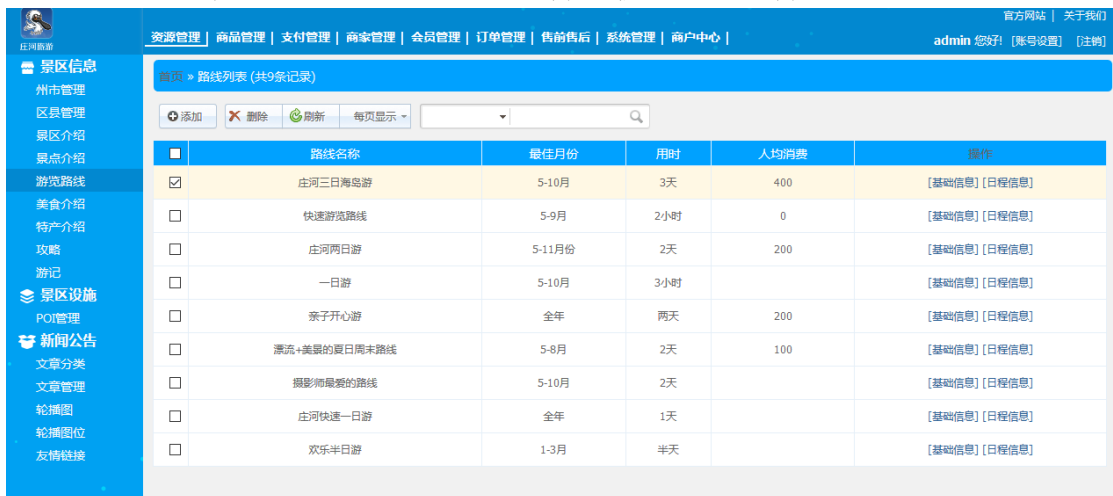 官方网站 | 关于我们
庄河旅游
资源管理 | 商品管理 | 支付管理 | 商家管理 | 会员管理 | 订单管理 | 售前售后 | 系统管理 | 商户中心 |
admin 您好! [账号设置] [注销]
景区信息
州市管理
区县管理
景区介绍
景点介绍
游览路线
美食介绍
特产介绍
攻略
游记
景区设施
POI管理
新闻公告
文章分类
文章管理
轮播图
轮播图位
友情链接
首页 » 路线列表 (共9条记录)
添加 删除 刷新 每页显示
路线名称 最佳月份 用时 人均消费 操作
庄河三日海岛游 5-10月 3天 400 [基础信息] [日程信息]
快速游览路线 5-9月 2小时 0 [基础信息] [日程信息]
庄河两日游 5-11月份 2天 200 [基础信息] [日程信息]
一日游 5-10月 3小时 [基础信息] [日程信息]
亲子开心游 全年 两天 200 [基础信息] [日程信息]
漂流+美景的夏日周末路线 5-8月 2天 100 [基础信息] [日程信息]
摄影师最爱的路线 5-10月 2天 [基础信息] [日程信息]
庄河快速一日游 全年 1天 [基础信息] [日程信息]
欢乐半日游 1-3月 半天 [基础信息] [日程信息]